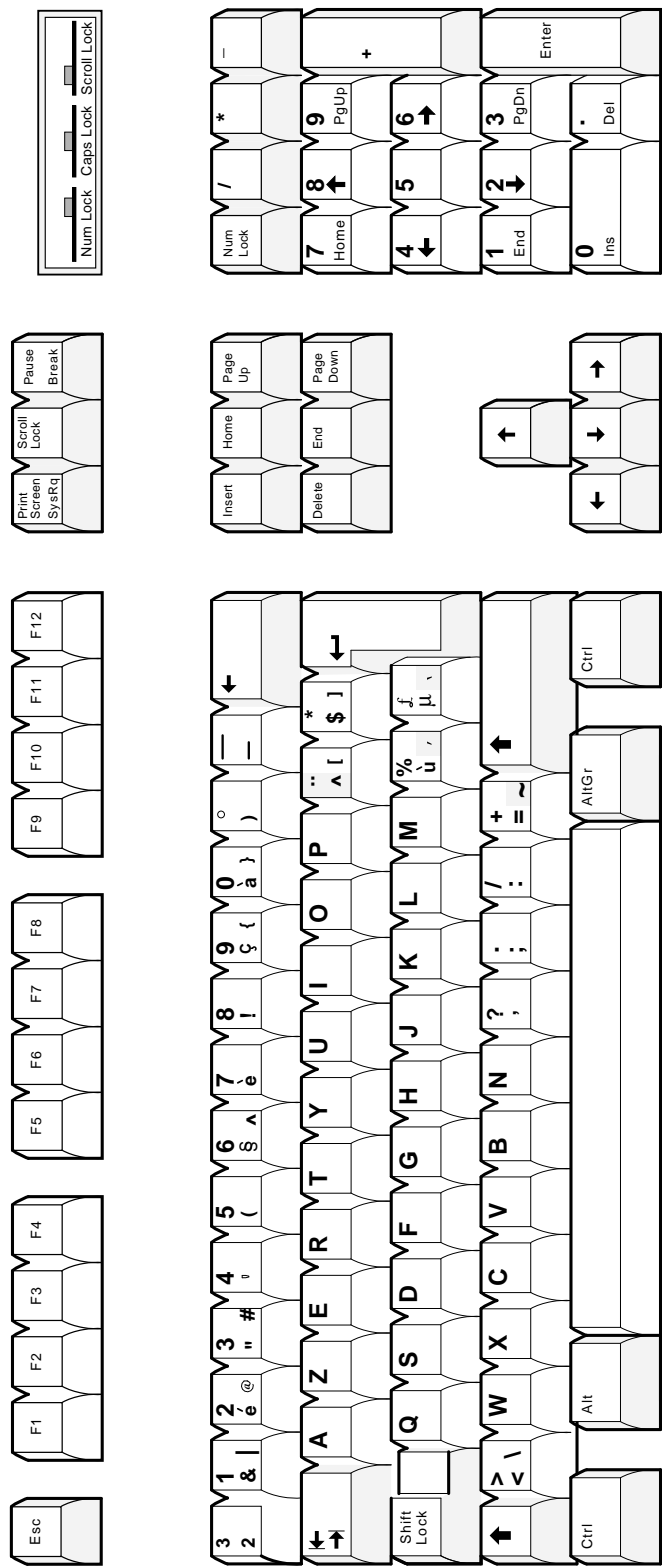 Esc F1 F2 F3 F4 F5 F6 F7 F8 F9 F10 F11 F12
Print Screen SysRq
Scroll Lock
Pause Break
Num Lock Caps Lock Scroll Lock
3 2
1 & |
2 é @
3 " #
4 '
5 (
6 § ^
7 è
8 !
9 ç {
0 à }
° )
_ —
←
Insert Home Page Up
Num Lock / * –
⇤ ⇥
A Z E R T Y U I O P
¨ ^ [
* $ ]
↵
Delete End Page Down
7 Home
8 ↑
9 PgUp
+
Shift Lock
Q S D F G H J K L M
% ù ´
£ µ `
4 ←
5
6 →
↑
> < \
W X C V B N
? ,
. ;
/ :
+ = ~
↑
↑
1 End
2 ↓
3 PgDn
Enter
Ctrl Alt AltGr Ctrl
← ↓ →
0 Ins
. Del